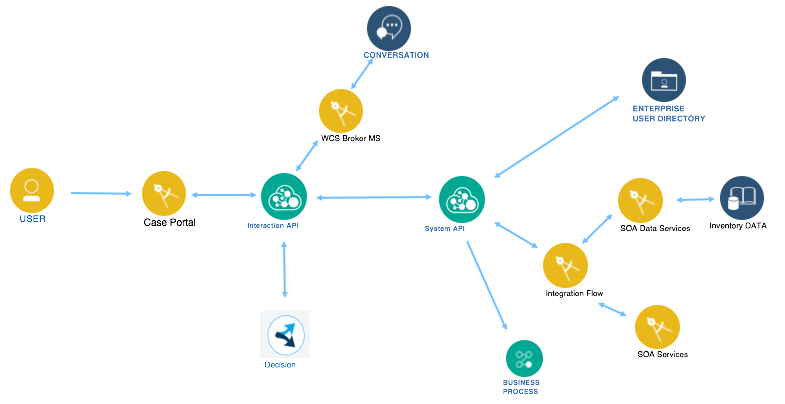 CONVERSATION
ENTERPRISE
USER DIRECTORY
WCS Broker MS
USER
Case Portal
Interaction API
System API
SOA Data Services
Inventory DATA
Integration Flow
SOA Services
Decision
BUSINESS
PROCESS